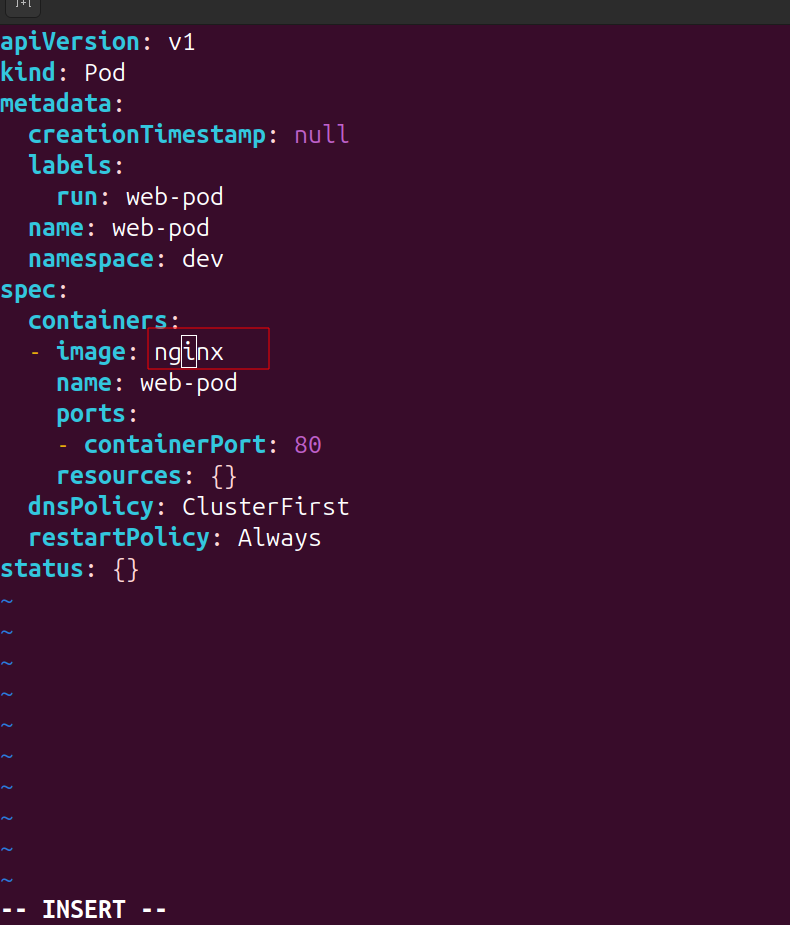 apiVersion: v1
kind: Pod
metadata:
  creationTimestamp: null
  labels:
    run: web-pod
  name: web-pod
  namespace: dev
spec:
  containers:
  - image: nginx
    name: web-pod
    ports:
    - containerPort: 80
    resources: {}
  dnsPolicy: ClusterFirst
  restartPolicy: Always
status: {}
~
~
~
~
~
~
~
~
~
~
-- INSERT --